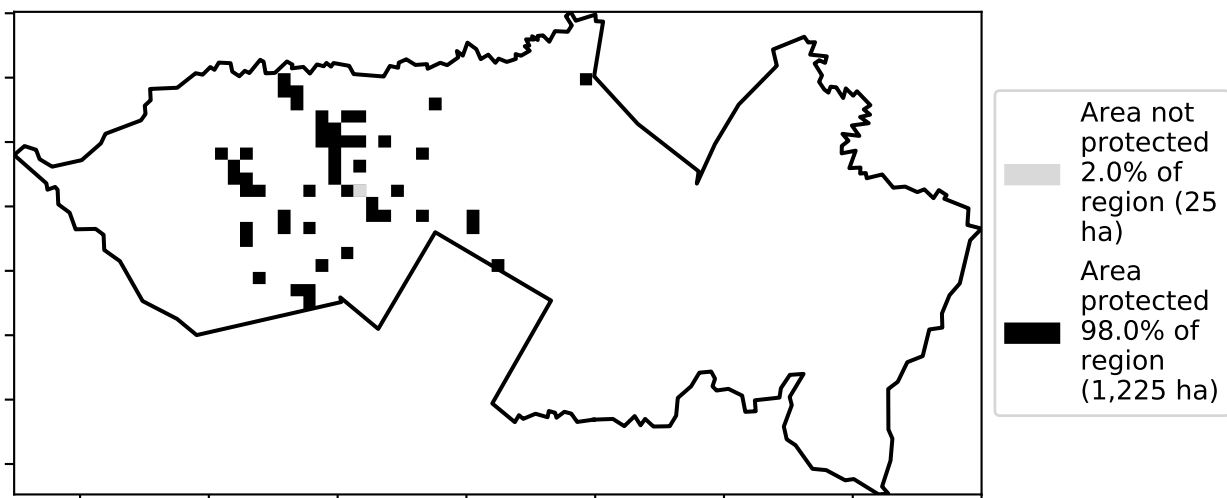 Area not
protected
2.0% of
region (25
ha)
Area
protected
98.0% of
region
(1,225 ha)